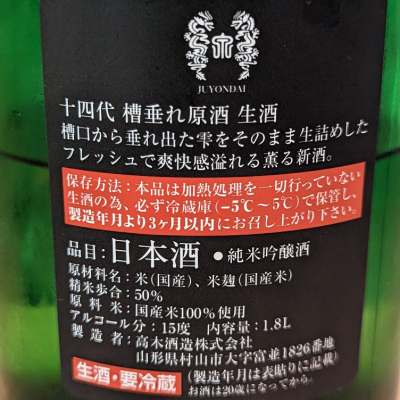 JUYONDAI
十四代 槽垂れ原酒 生酒
槽口から垂れ出た雫をそのまま生詰めした
フレッシュで爽快感溢れる薫る新酒。
保存方法：本品は加熱処理を一切行っていない
生酒の為、必ず冷蔵庫(−5℃～5℃)で保管し、
製造年月より3ヶ月以内にお召し上がり下さい。
品目：日本酒 ●純米吟醸酒
原材料名：米(国産)、米麹(国産米)
精米歩合：50%
原料米：国産米100%使用
アルコール分：15度 内容量：1.8L
製造者：高木酒造株式会社
山形県村山市大字富並1826番地
生酒・要冷蔵 (製造年月は表貼りに記載)
お酒は20歳になってから。